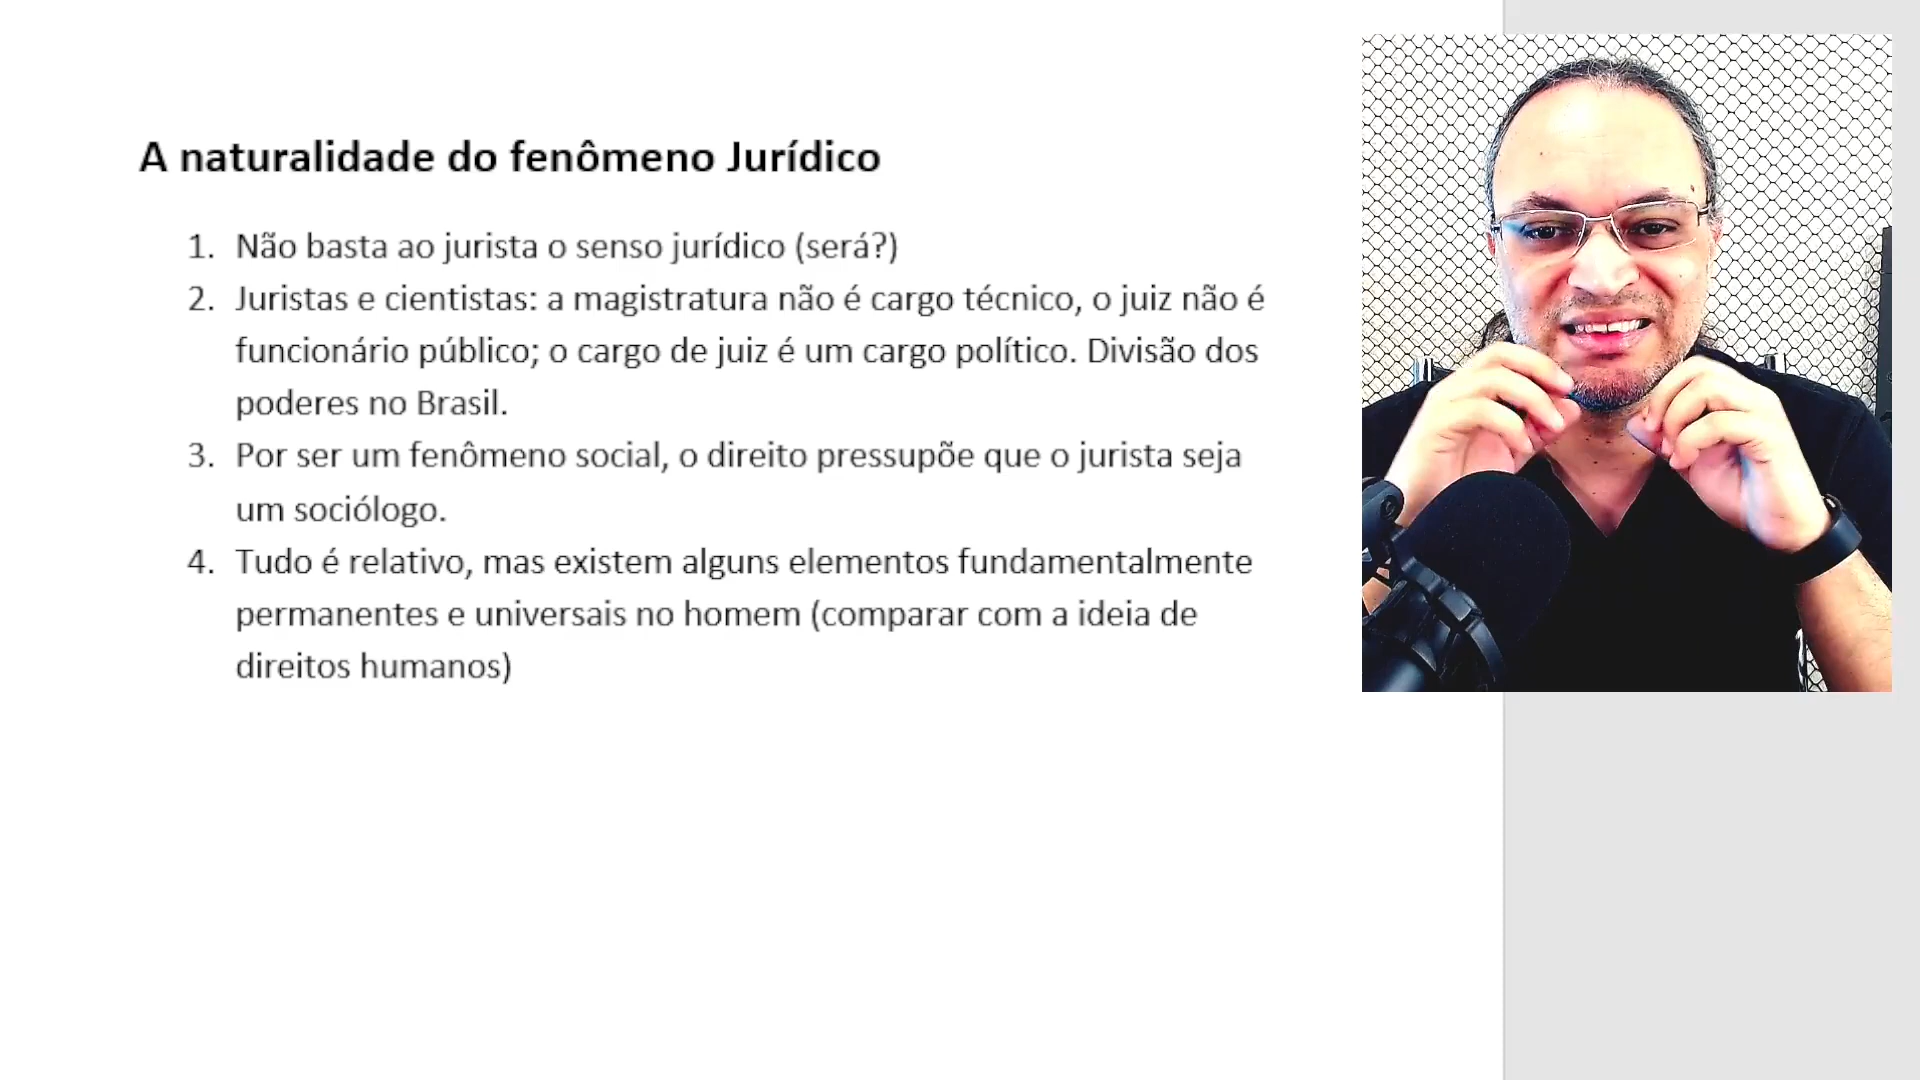 A naturalidade do fenômeno Jurídico
1. Não basta ao jurista o senso jurídico (será?)
2. Juristas e cientistas: a magistratura não é cargo técnico, o juiz não é
funcionário público; o cargo de juiz é um cargo político. Divisão dos
poderes no Brasil.
3. Por ser um fenômeno social, o direito pressupõe que o jurista seja
um sociólogo.
4. Tudo é relativo, mas existem alguns elementos fundamentalmente
permanentes e universais no homem (comparar com a ideia de
direitos humanos)